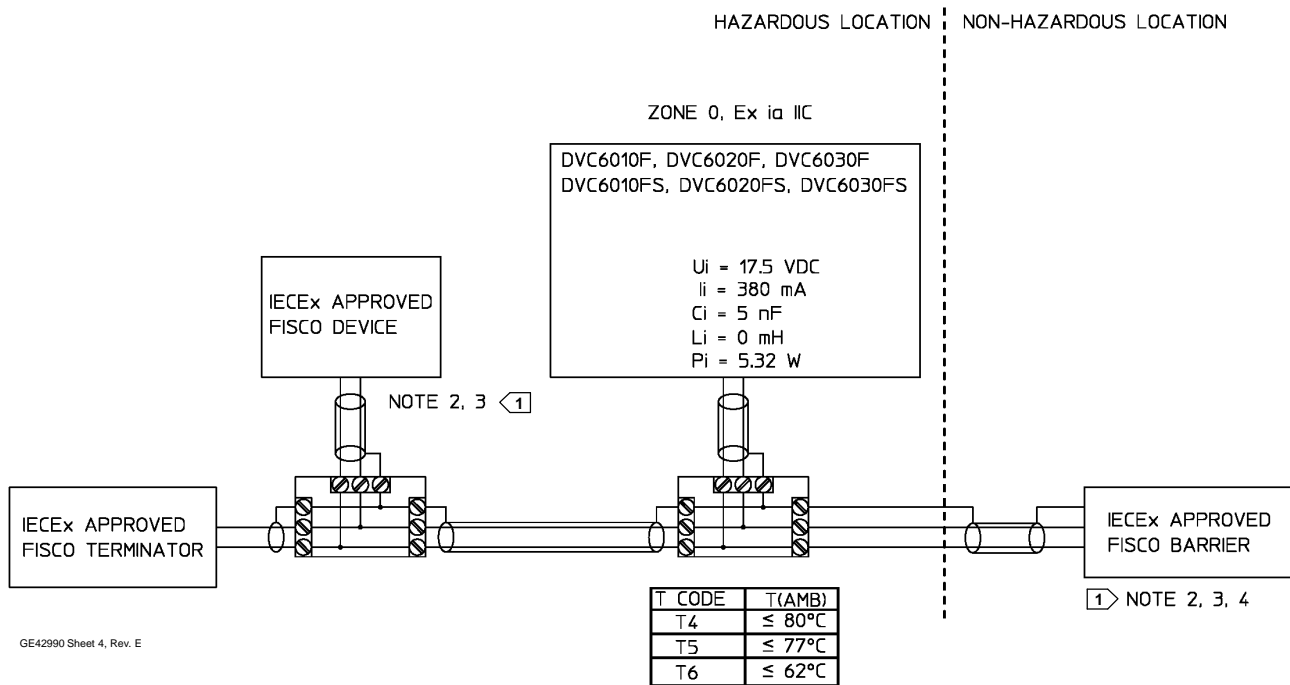 HAZARDOUS LOCATION
NON-HAZARDOUS LOCATION
ZONE 0, Ex ia IIC
DVC6010F, DVC6020F, DVC6030F
DVC6010FS, DVC6020FS, DVC6030FS
Ui = 17.5 VDC
Ii = 380 mA
Ci = 5 nF
Li = 0 mH
Pi = 5.32 W
IECEx APPROVED
FISCO DEVICE
NOTE 2, 3 1
IECEx APPROVED
FISCO TERMINATOR
IECEx APPROVED
FISCO BARRIER
1 NOTE 2, 3, 4
T CODE T(AMB)
T4 ≤ 80°C
T5 ≤ 77°C
T6 ≤ 62°C
GE42990 Sheet 4, Rev. E